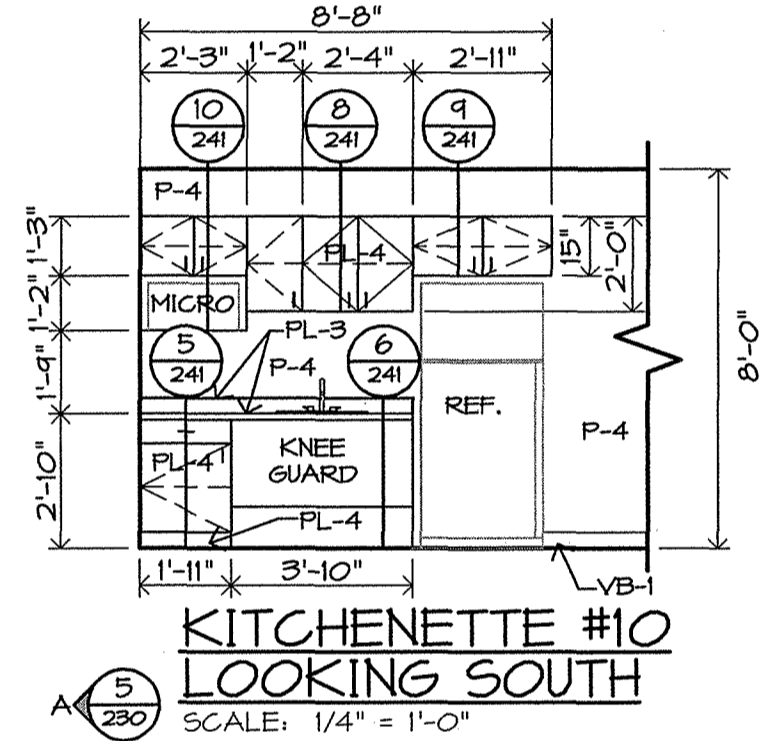 8'-8"
2'-3" 1'-2" 2'-4" 2'-11"
10
241
8
241
9
241
P-4
1'-3"
PL-4
15"
2'-0"
1'-2"
MICRO
5
241
PL-3
P-4
6
241
1'-9"
8'-0"
REF.
P-4
KNEE
GUARD
PL-4
2'-10"
PL-4
1'-11" 3'-10"
VB-1
KITCHENETTE #10
LOOKING SOUTH
A 5
230
SCALE: 1/4" = 1'-0"